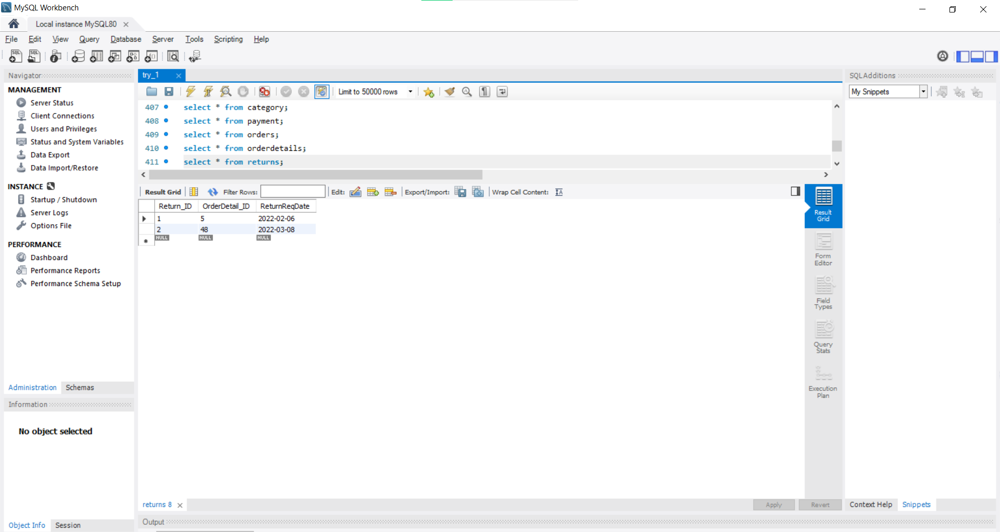 MySQL Workbench
Local instance MySQL80
File Edit View Query Database Server Tools Scripting Help
Navigator
MANAGEMENT
Server Status
Client Connections
Users and Privileges
Status and System Variables
Data Export
Data Import/Restore
INSTANCE
Startup / Shutdown
Server Logs
Options File
PERFORMANCE
Dashboard
Performance Reports
Performance Schema Setup
Administration Schemas
Information
No object selected
Object Info Session
try_1
Limit to 50000 rows
407 select * from category;
408 select * from payment;
409 select * from orders;
410 select * from orderdetails;
411 select * from returns;
Result Grid Filter Rows: Edit: Export/Import: Wrap Cell Content:
Return_ID OrderDetail_ID ReturnReqDate
1 5 2022-02-06
2 48 2022-03-08
NULL NULL NULL
Result
Grid
Form
Editor
Field
Types
Query
Stats
Execution
Plan
returns 8
Apply Revert
Output
SQLAdditions
My Snippets
Context Help Snippets